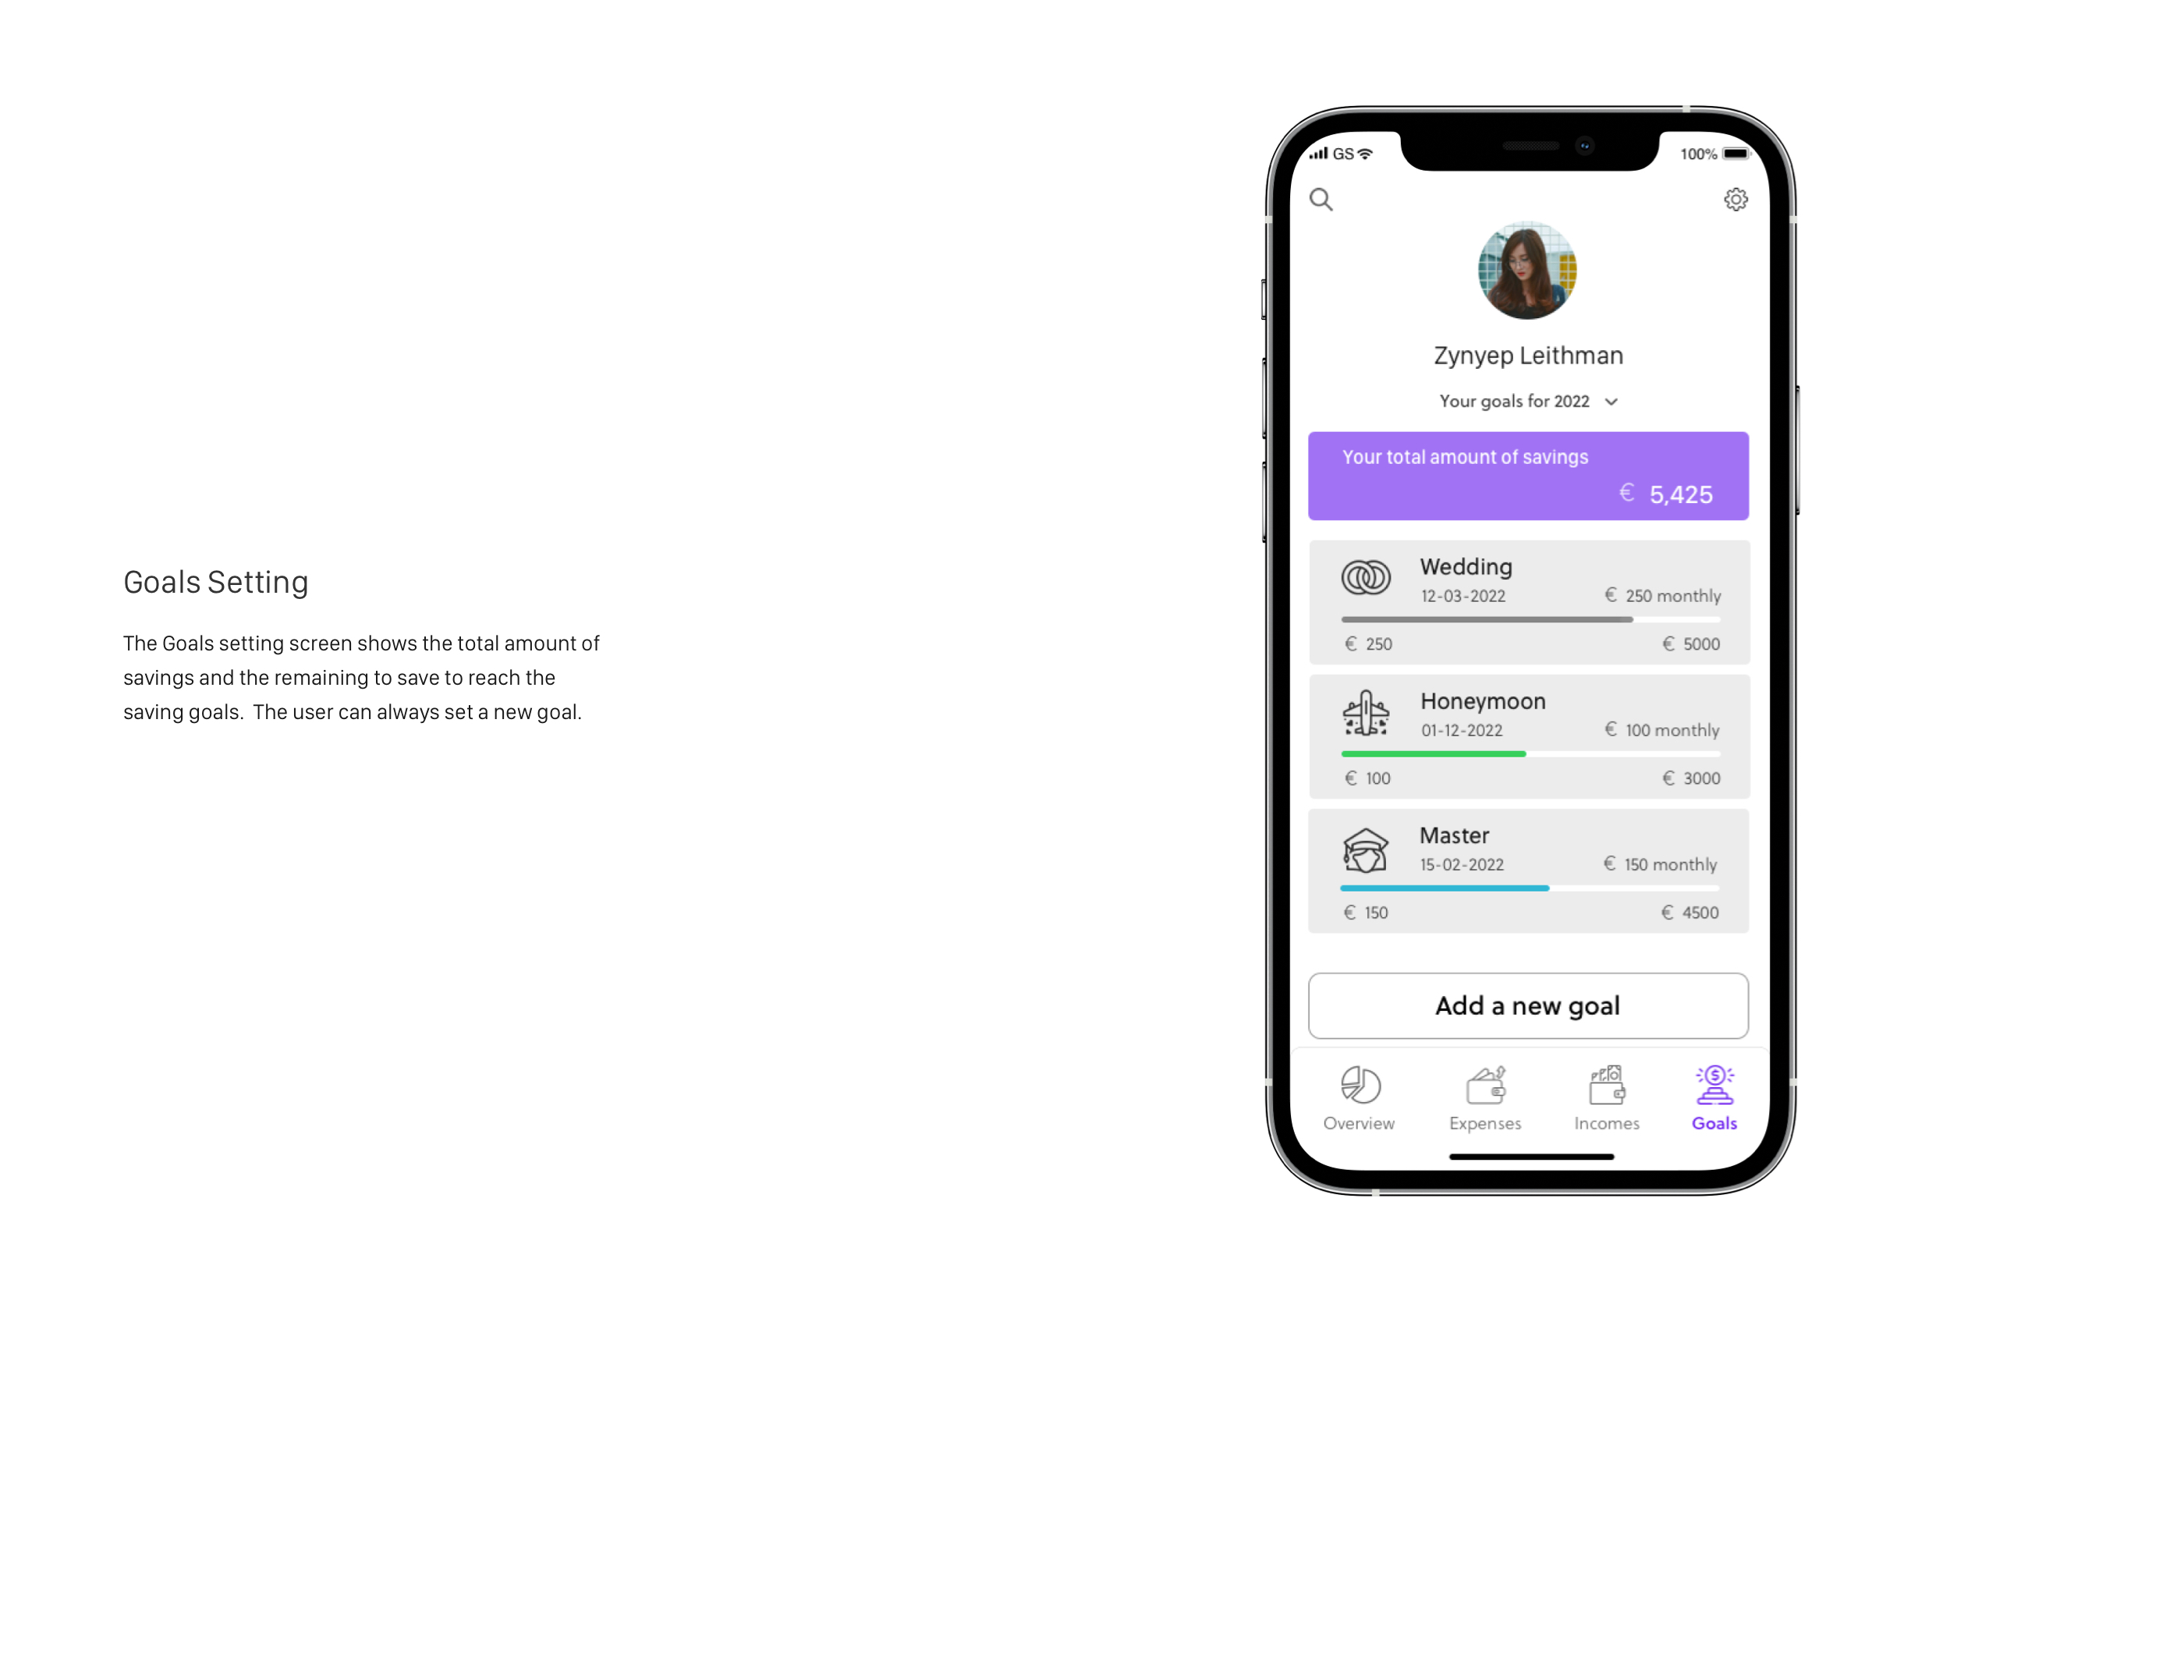 Goals Setting
The Goals setting screen shows the total amount of
savings and the remaining to save to reach the
saving goals.  The user can always set a new goal.
GS
100%
Zynyep Leithman
Your goals for 2022
Your total amount of savings
€ 5,425
Wedding
12-03-2022
€ 250 monthly
€ 250
€ 5000
Honeymoon
01-12-2022
€ 100 monthly
€ 100
€ 3000
Master
15-02-2022
€ 150 monthly
€ 150
€ 4500
Add a new goal
Overview
Expenses
Incomes
Goals